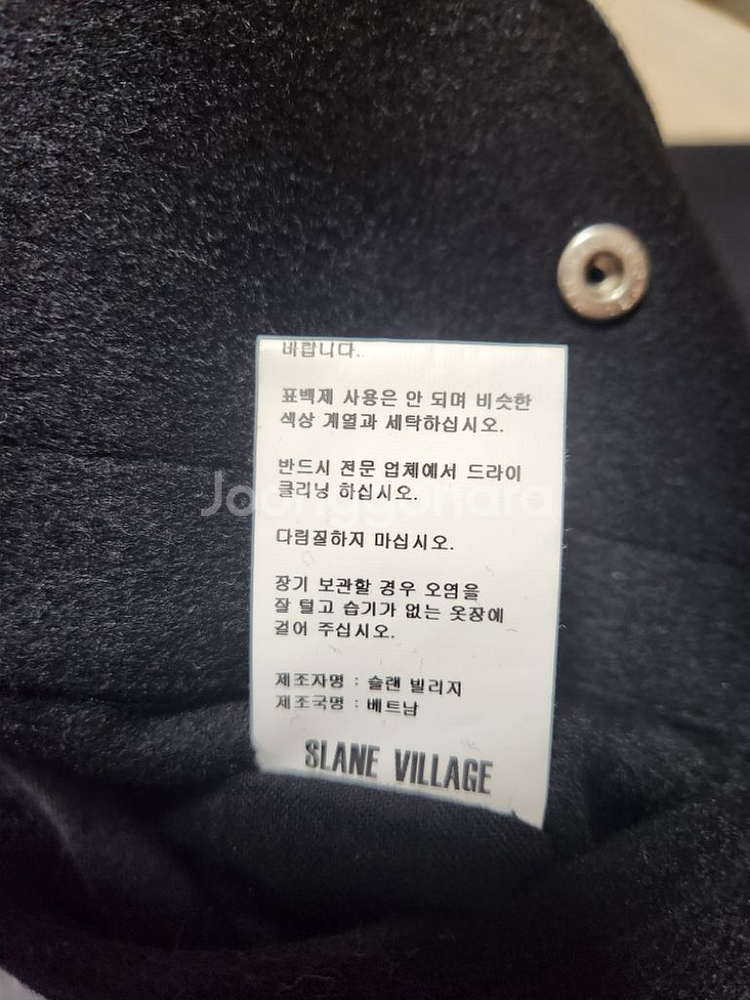 바랍니다.
표백제 사용은 안 되며 비슷한
색상 계열과 세탁하십시오.
반드시 전문 업체에서 드라이
클리닝 하십시오.
다림질하지 마십시오.
장기 보관할 경우 오염을
잘 털고 습기가 없는 옷장에
걸어 주십시오.
제조자명 : 슬랜 빌리지
제조국명 : 베트남
SLANE VILLAGE
Joonggonara